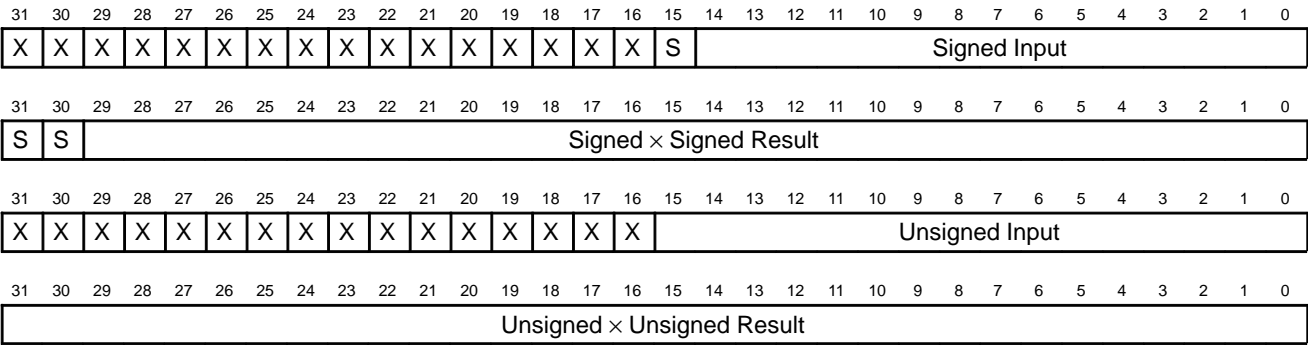 31 30 29 28 27 26 25 24 23 22 21 20 19 18 17 16 15 14 13 12 11 10 9 8 7 6 5 4 3 2 1 0
X X X X X X X X X X X X X X X X S Signed Input
31 30 29 28 27 26 25 24 23 22 21 20 19 18 17 16 15 14 13 12 11 10 9 8 7 6 5 4 3 2 1 0
S S Signed × Signed Result
31 30 29 28 27 26 25 24 23 22 21 20 19 18 17 16 15 14 13 12 11 10 9 8 7 6 5 4 3 2 1 0
X X X X X X X X X X X X X X X X Unsigned Input
31 30 29 28 27 26 25 24 23 22 21 20 19 18 17 16 15 14 13 12 11 10 9 8 7 6 5 4 3 2 1 0
Unsigned × Unsigned Result